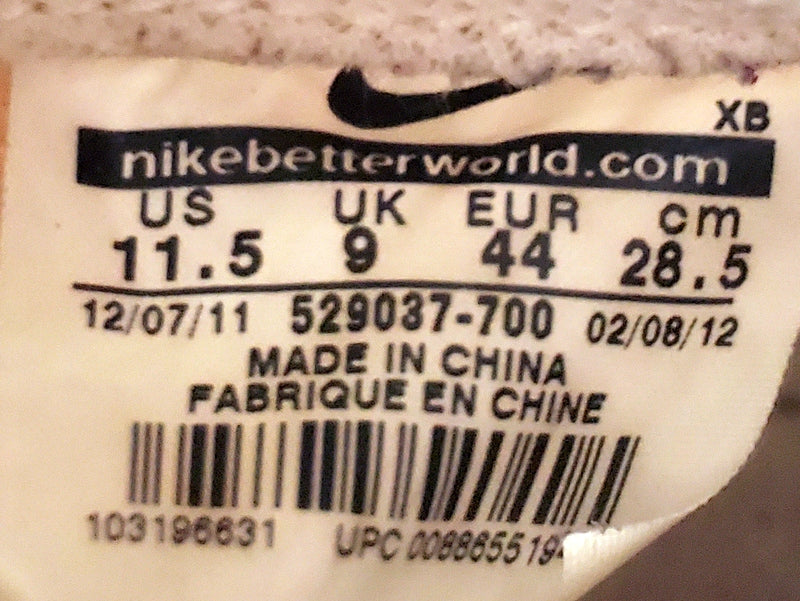 XB
nikebetterworld.com
US UK EUR cm
11.5 9 44 28.5
12/07/11 529037-700 02/08/12
MADE IN CHINA
FABRIQUE EN CHINE
103196631 UPC